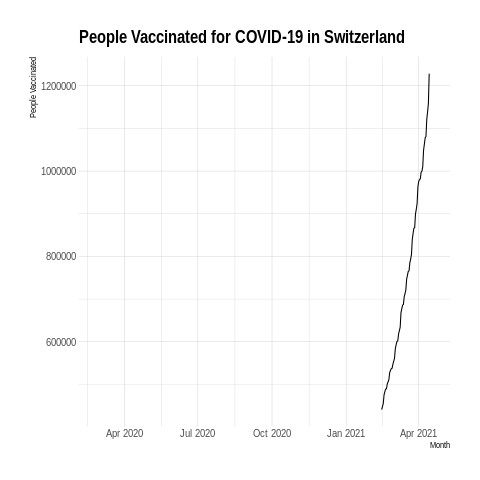 People Vaccinated for COVID-19 in Switzerland
People Vaccinated
1200000
1000000
800000
600000
Apr 2020 Jul 2020 Oct 2020 Jan 2021 Apr 2021
Month